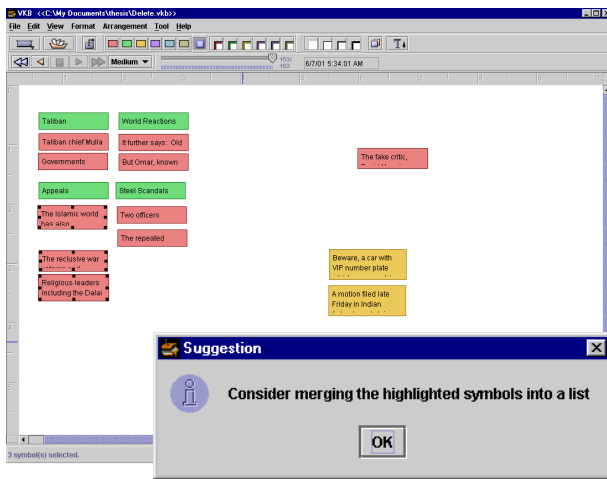 VKB <<C:\My Documents\thesis\Delete.vkb>>
File Edit View Format Arrangement Tool Help
Medium
153/
153
6/7/01 5:34:01 AM
Taliban
World Reactions
Taliban chief Mulla
It further says: Old
Governments
But Omar, known
The fake critic,
Appeals
Steel Scandals
The Islamic world
has also
Two officers
The repeated
The reclusive war
Religious leaders
including the Dalai
Beware, a car with
VIP number plate
A motion filed late
Friday in Indian
Suggestion
Consider merging the highlighted symbols into a list
OK
3 symbol(s) selected.